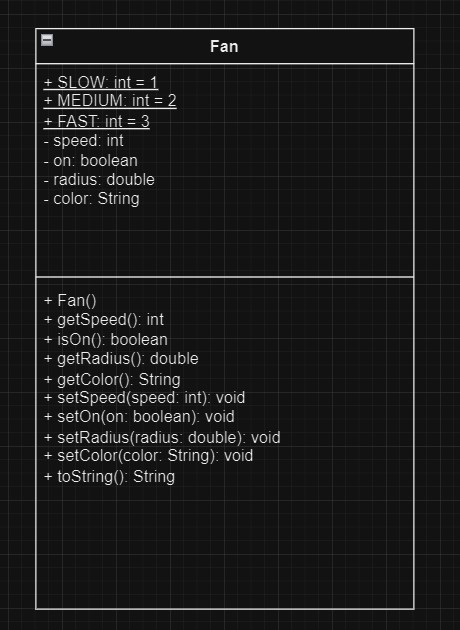 Fan
+ SLOW: int = 1
+ MEDIUM: int = 2
+ FAST: int = 3
- speed: int
- on: boolean
- radius: double
- color: String
+ Fan()
+ getSpeed(): int
+ isOn(): boolean
+ getRadius(): double
+ getColor(): String
+ setSpeed(speed: int): void
+ setOn(on: boolean): void
+ setRadius(radius: double): void
+ setColor(color: String): void
+ toString(): String